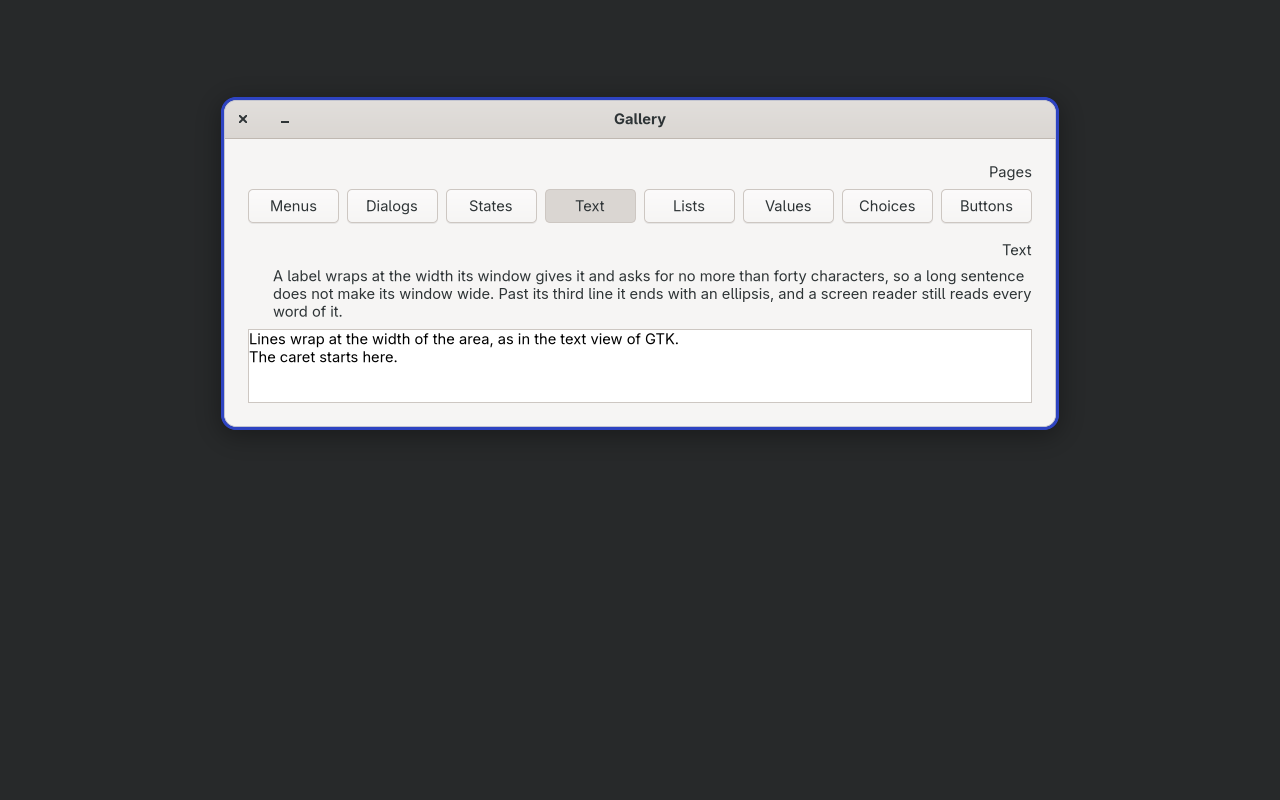 Gallery
Pages
Menus Dialogs States Text Lists Values Choices Buttons
Text
A label wraps at the width its window gives it and asks for no more than forty characters, so a long sentence
does not make its window wide. Past its third line it ends with an ellipsis, and a screen reader still reads every
word of it.
Lines wrap at the width of the area, as in the text view of GTK.
The caret starts here.